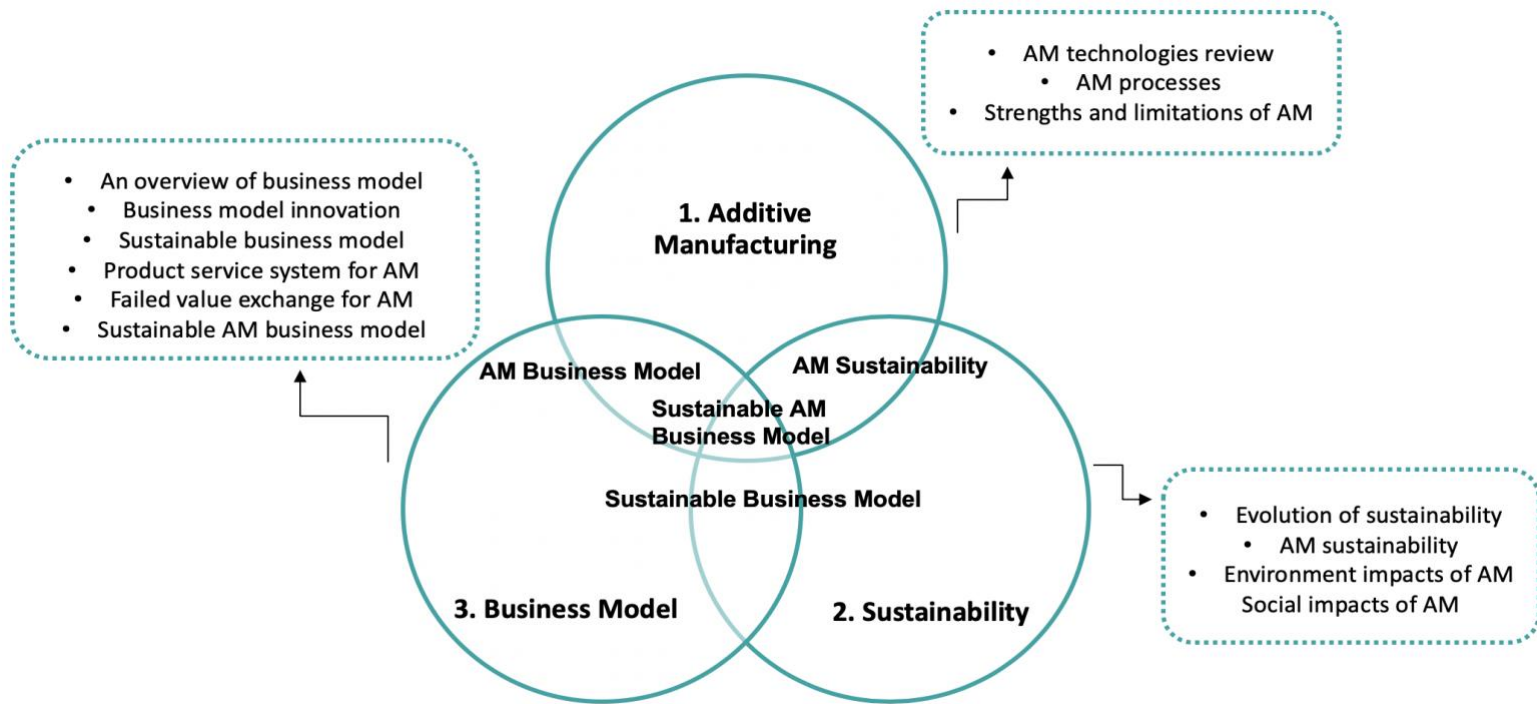 • AM technologies review
• AM processes
• Strengths and limitations of AM
• An overview of business model
• Business model innovation
• Sustainable business model
• Product service system for AM
• Failed value exchange for AM
• Sustainable AM business model
1. Additive
Manufacturing
AM Business Model
AM Sustainability
Sustainable AM
Business Model
Sustainable Business Model
3. Business Model
2. Sustainability
• Evolution of sustainability
• AM sustainability
• Environment impacts of AM
Social impacts of AM